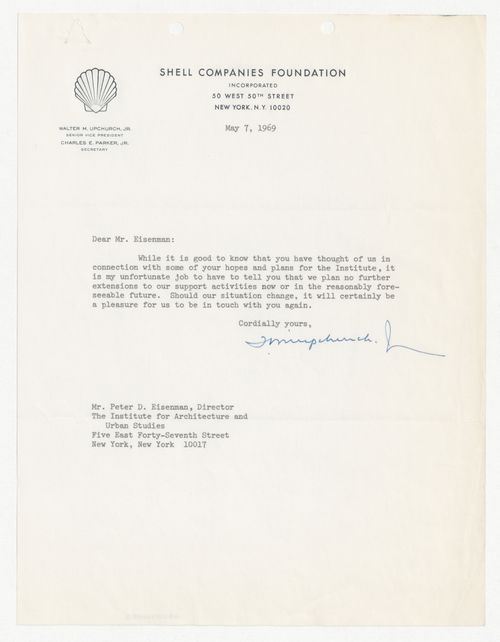 SHELL COMPANIES FOUNDATION
INCORPORATED
50 WEST 50TH STREET
NEW YORK, N.Y. 10020
WALTER H. UPCHURCH, JR.
SENIOR VICE PRESIDENT
CHARLES E. PARKER, JR.
SECRETARY
May 7, 1969
Dear Mr. Eisenman:
While it is good to know that you have thought of us in
connection with some of your hopes and plans for the Institute, it
is my unfortunate job to have to tell you that we plan no further
extensions to our support activities now or in the reasonably fore-
seeable future. Should our situation change, it will certainly be
a pleasure for us to be in touch with you again.
Cordially yours,
Mr. Peter D. Eisenman, Director
The Institute for Architecture and
Urban Studies
Five East Forty-Seventh Street
New York, New York 10017